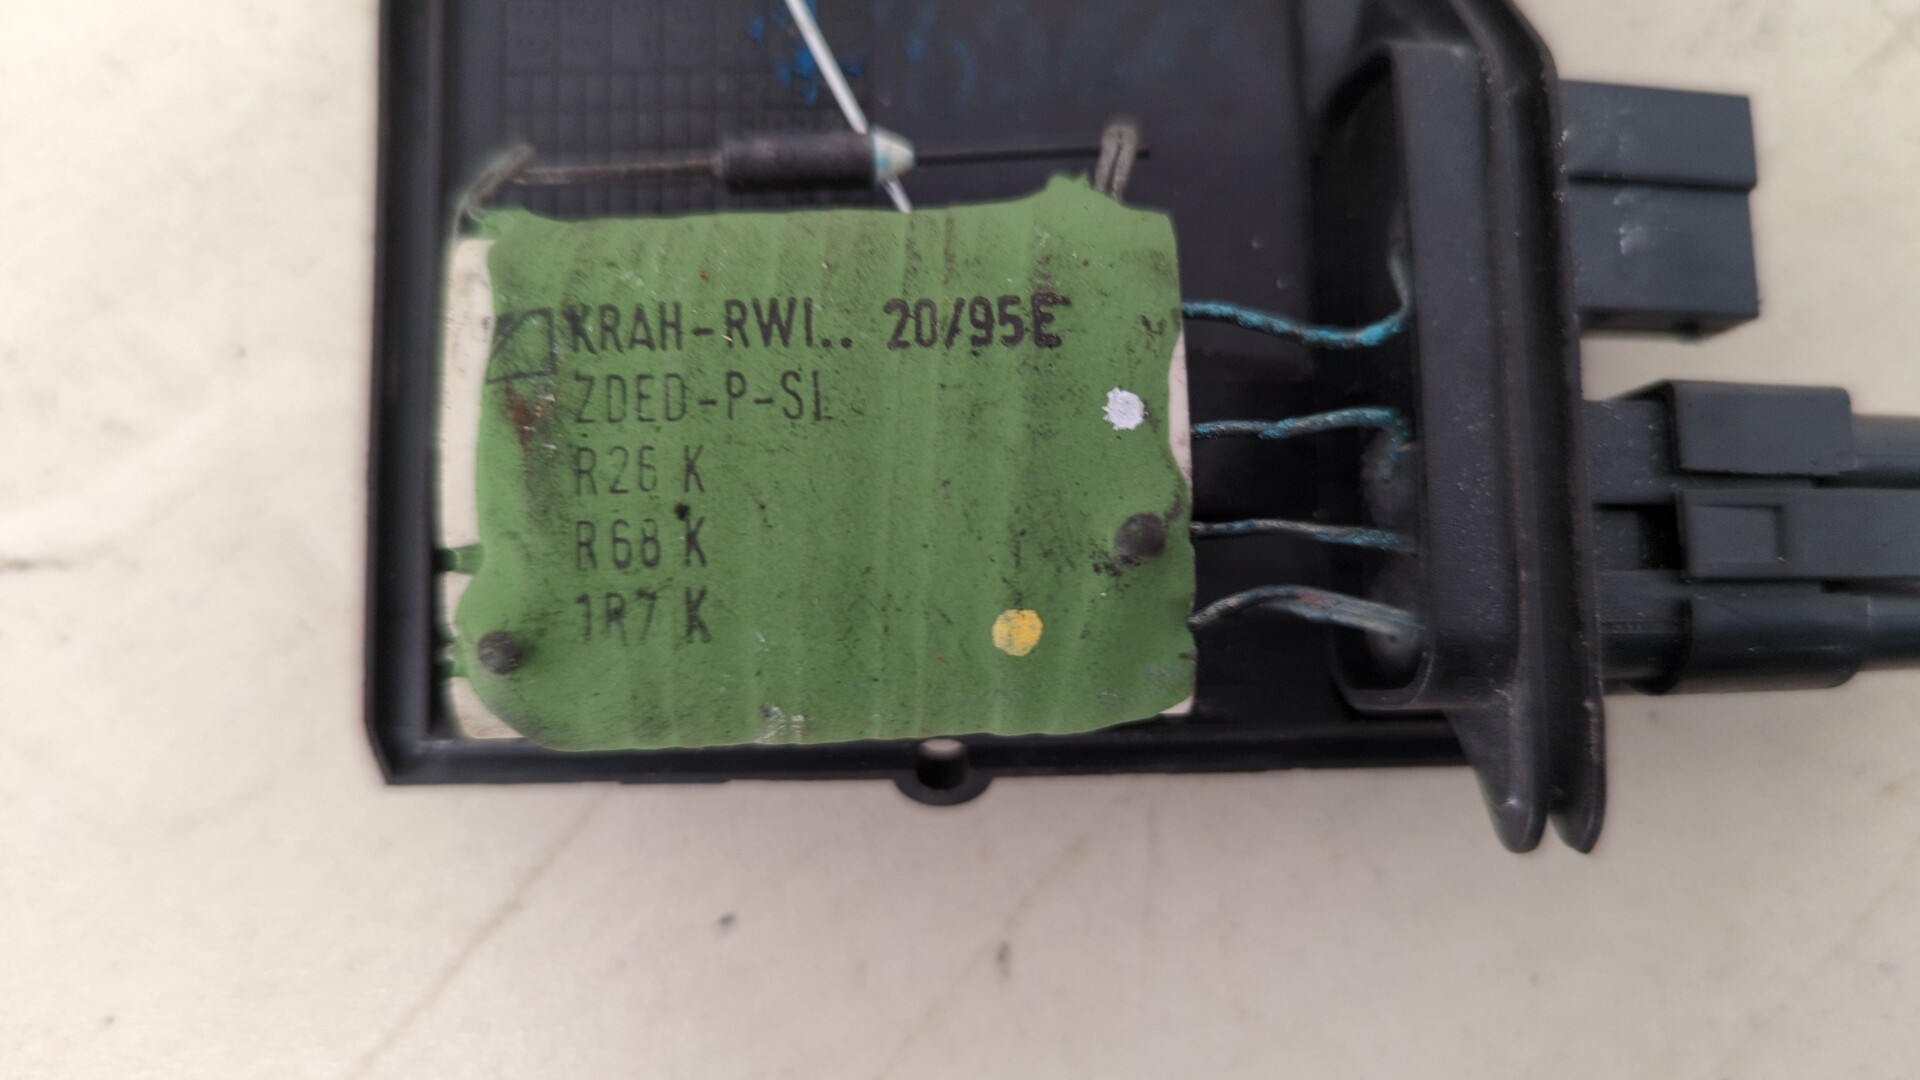 KRAH-RWI.. 20/95E
ZDED-P-SL
R26 K
R68 K
1R7 K